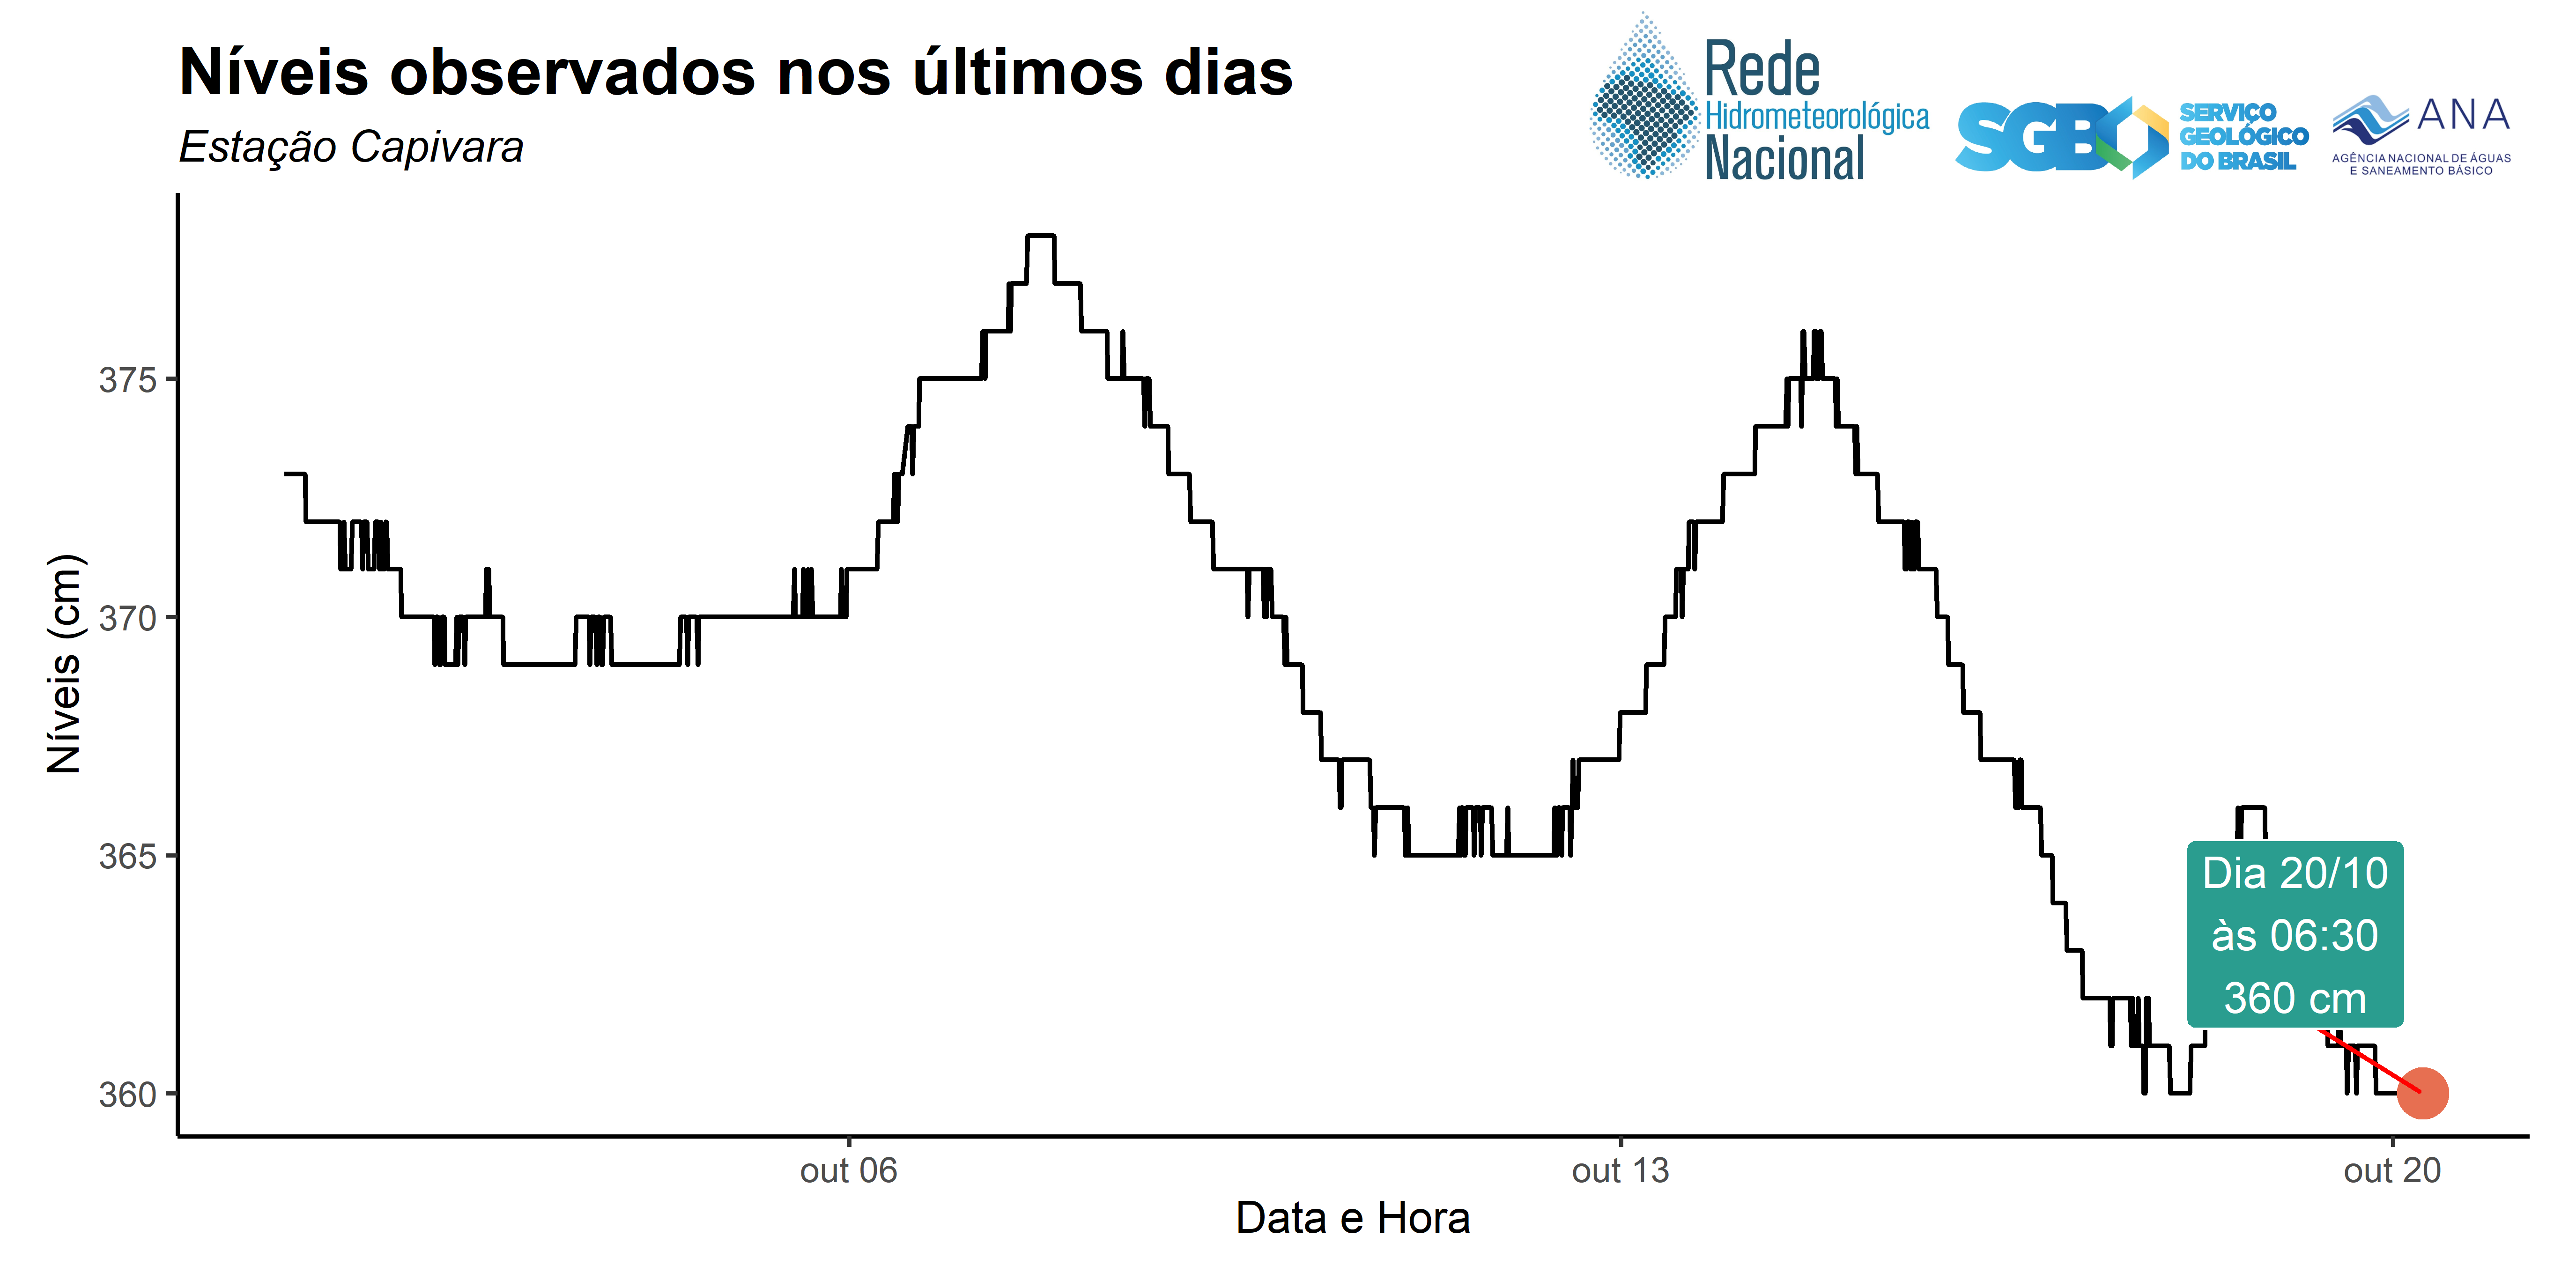 Níveis observados nos últimos dias
Estação Capivara
Rede
Hidrometeorológica
Nacional
SGB
SERVIÇO
GEOLÓGICO
DO BRASIL
ANA
AGÊNCIA NACIONAL DE ÁGUAS
E SANEAMENTO BÁSICO
Níveis (cm)
375
370
365
360
Dia 20/10
às 06:30
360 cm
out 06
out 13
out 20
Data e Hora